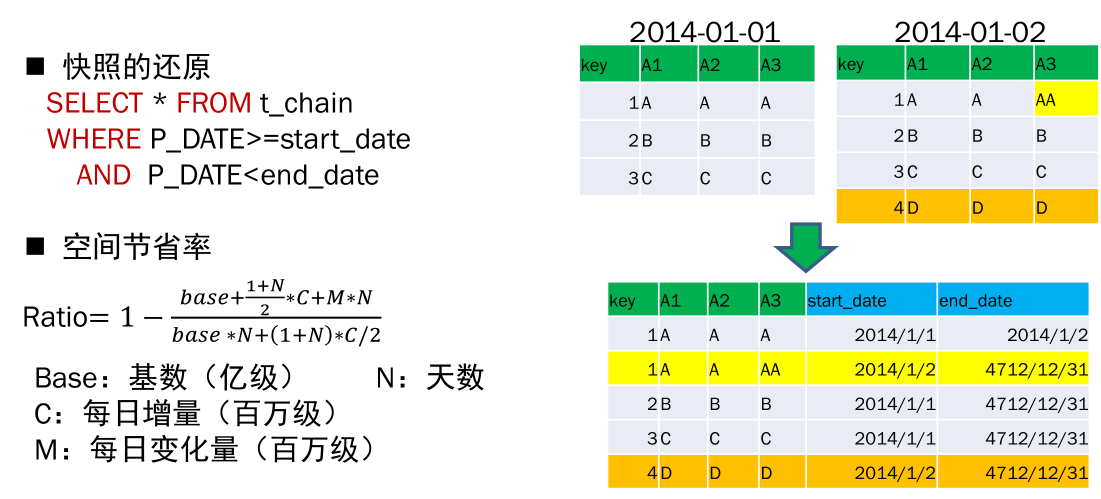 ■ 快照的还原
SELECT * FROM t_chain
WHERE P_DATE>=start_date
AND P_DATE<end_date
■ 空间节省率
Ratio= 1 − (base+(1+N)/2*C+M*N)/(base *N+(1+N)*C/2)
Base：基数（亿级） N：天数
C：每日增量（百万级）
M：每日变化量（百万级）
2014-01-01
key A1 A2 A3
1 A A A
2 B B B
3 C C C
2014-01-02
key A1 A2 A3
1 A A AA
2 B B B
3 C C C
4 D D D
key A1 A2 A3 start_date end_date
1 A A A 2014/1/1 2014/1/2
1 A A AA 2014/1/2 4712/12/31
2 B B B 2014/1/1 4712/12/31
3 C C C 2014/1/1 4712/12/31
4 D D D 2014/1/2 4712/12/31